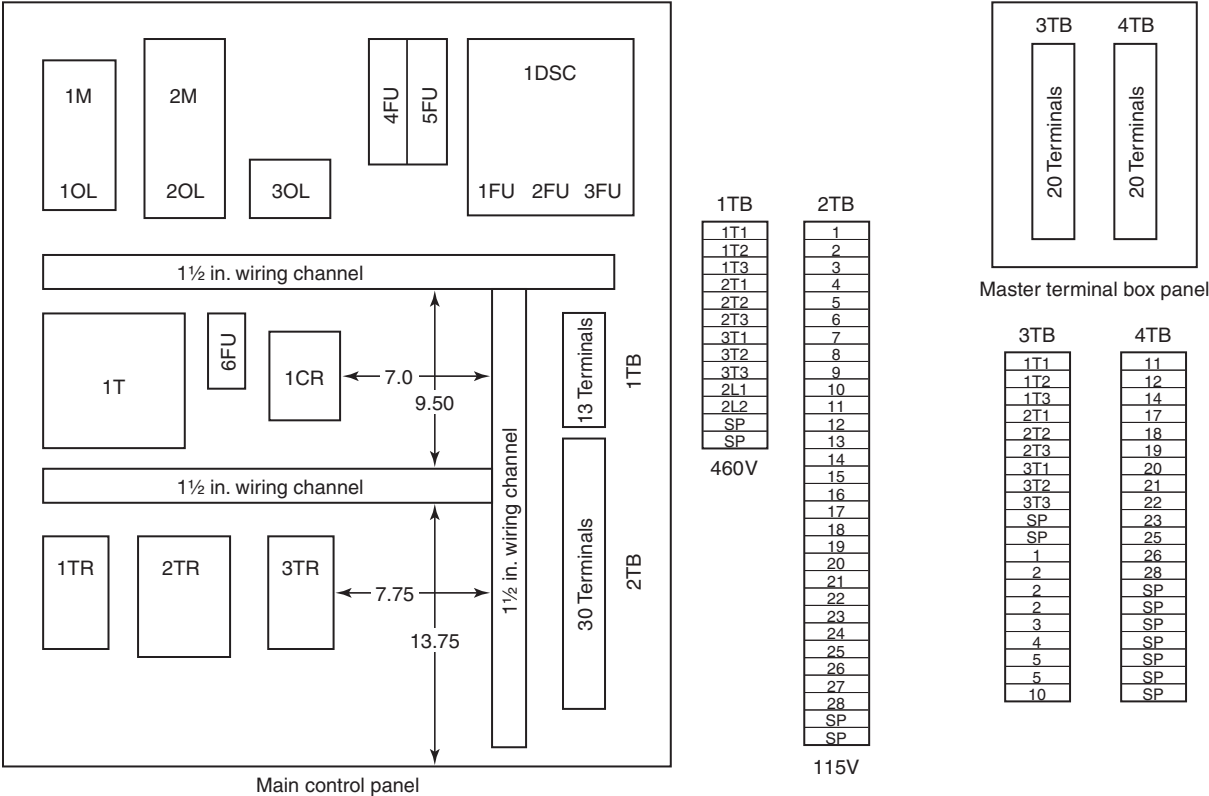 1M
1OL
2M
2OL
3OL
4FU
5FU
1DSC
1FU 2FU 3FU
1½ in. wiring channel
1T
6FU
1CR
7.0
9.50
13 Terminals
1TB
1½ in. wiring channel
1½ in. wiring channel
1TR
2TR
3TR
7.75
13.75
30 Terminals
2TB
Main control panel
1TB
1T1
1T2
1T3
2T1
2T2
2T3
3T1
3T2
3T3
2L1
2L2
SP
SP
460V
2TB
1
2
3
4
5
6
7
8
9
10
11
12
13
14
15
16
17
18
19
20
21
22
23
24
25
26
27
28
SP
SP
115V
3TB
4TB
20 Terminals
20 Terminals
Master terminal box panel
3TB
1T1
1T2
1T3
2T1
2T2
2T3
3T1
3T2
3T3
SP
SP
1
2
2
2
3
4
5
5
10
4TB
11
12
14
17
18
19
20
21
22
23
25
26
28
SP
SP
SP
SP
SP
SP
SP